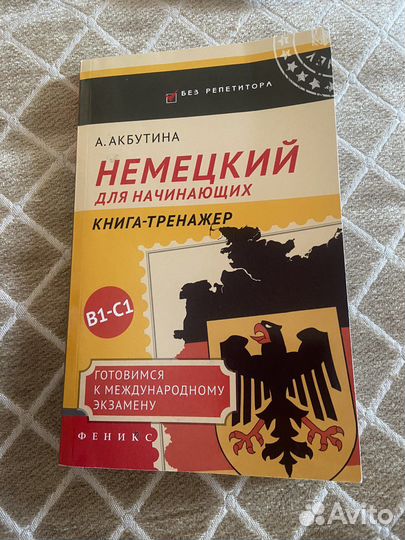 БЕЗ РЕПЕТИТОРА
А. АКБУТИНА
НЕМЕЦКИЙ
ДЛЯ НАЧИНАЮЩИХ
КНИГА-ТРЕНАЖЕР
B1-C1
ГОТОВИМСЯ
К МЕЖДУНАРОДНОМУ
ЭКЗАМЕНУ
ФЕНИКС
Avito